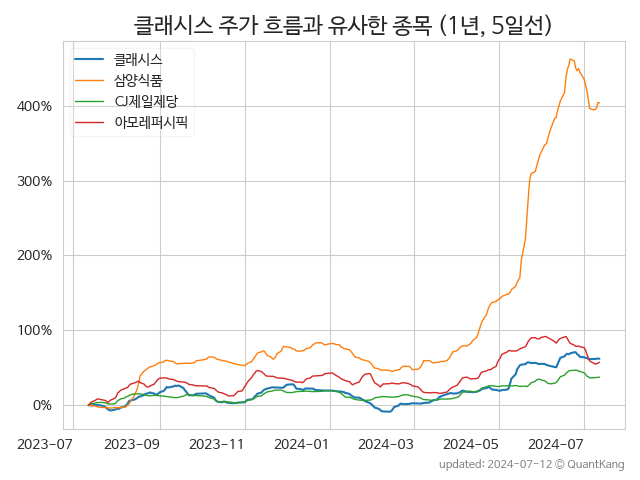 클래시스 주가 흐름과 유사한 종목 (1년, 5일선)
클래시스
삼양식품
CJ제일제당
아모레퍼시픽
400%
300%
200%
100%
0%
2023-07 2023-09 2023-11 2024-01 2024-03 2024-05 2024-07
updated: 2024-07-12 © QuantKang